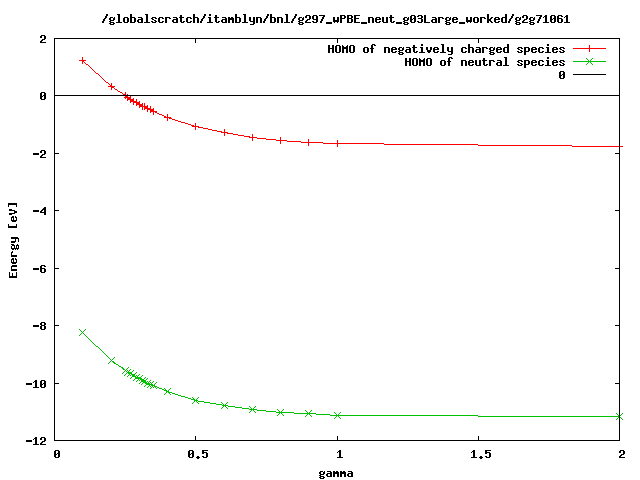 /globalscratch/itamblyn/bnl/g297_wPBE_neut_g03Large_worked/g2g71061
HOMO of negatively charged species
HOMO of neutral species
0
2
0
-2
-4
-6
-8
-10
-12
Energy [eV]
0 0.5 1 1.5 2
gamma